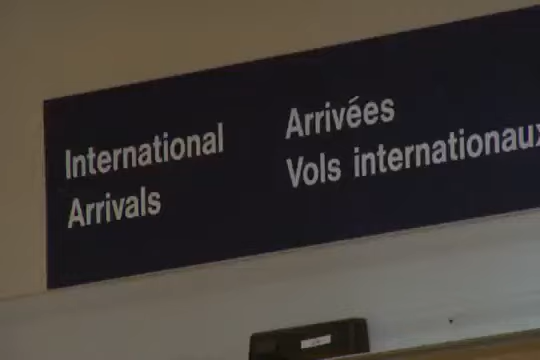 International
Arrivals
Arrivées
Vols internationaux